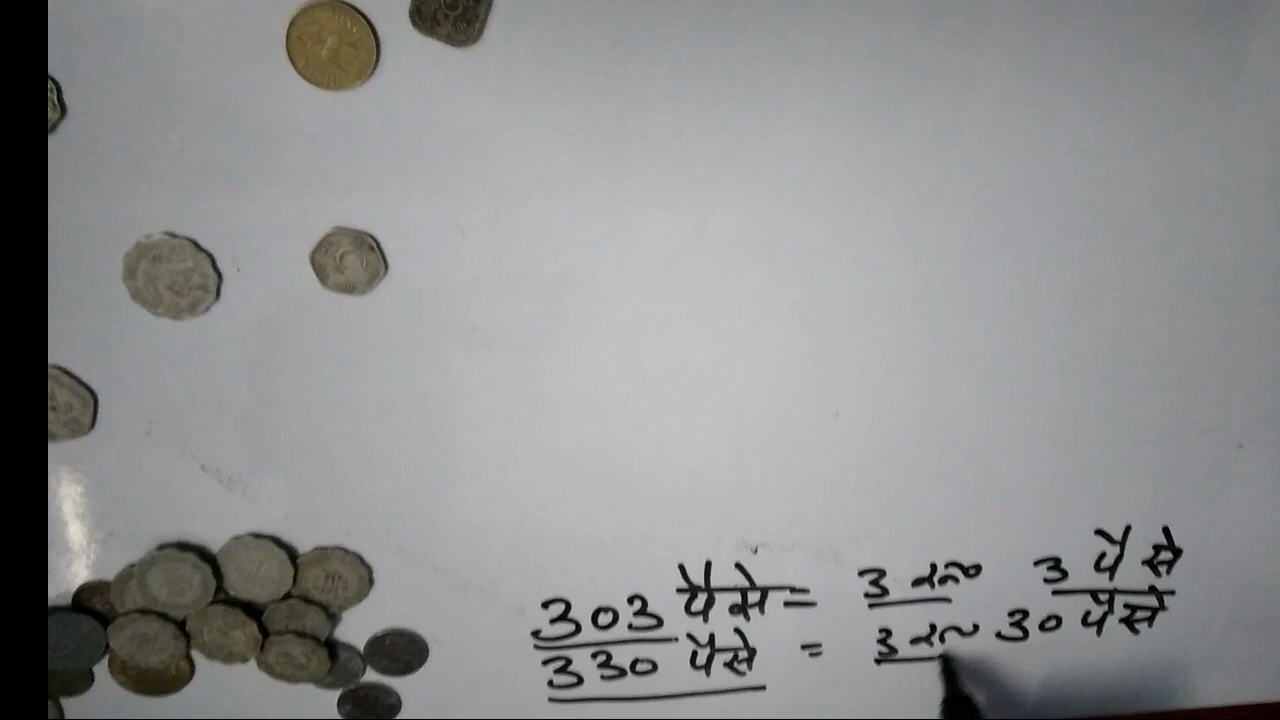 303 पैसे = 3 रू० 3 पैसे
330 पैसे = 3 रू० 30 पैसे